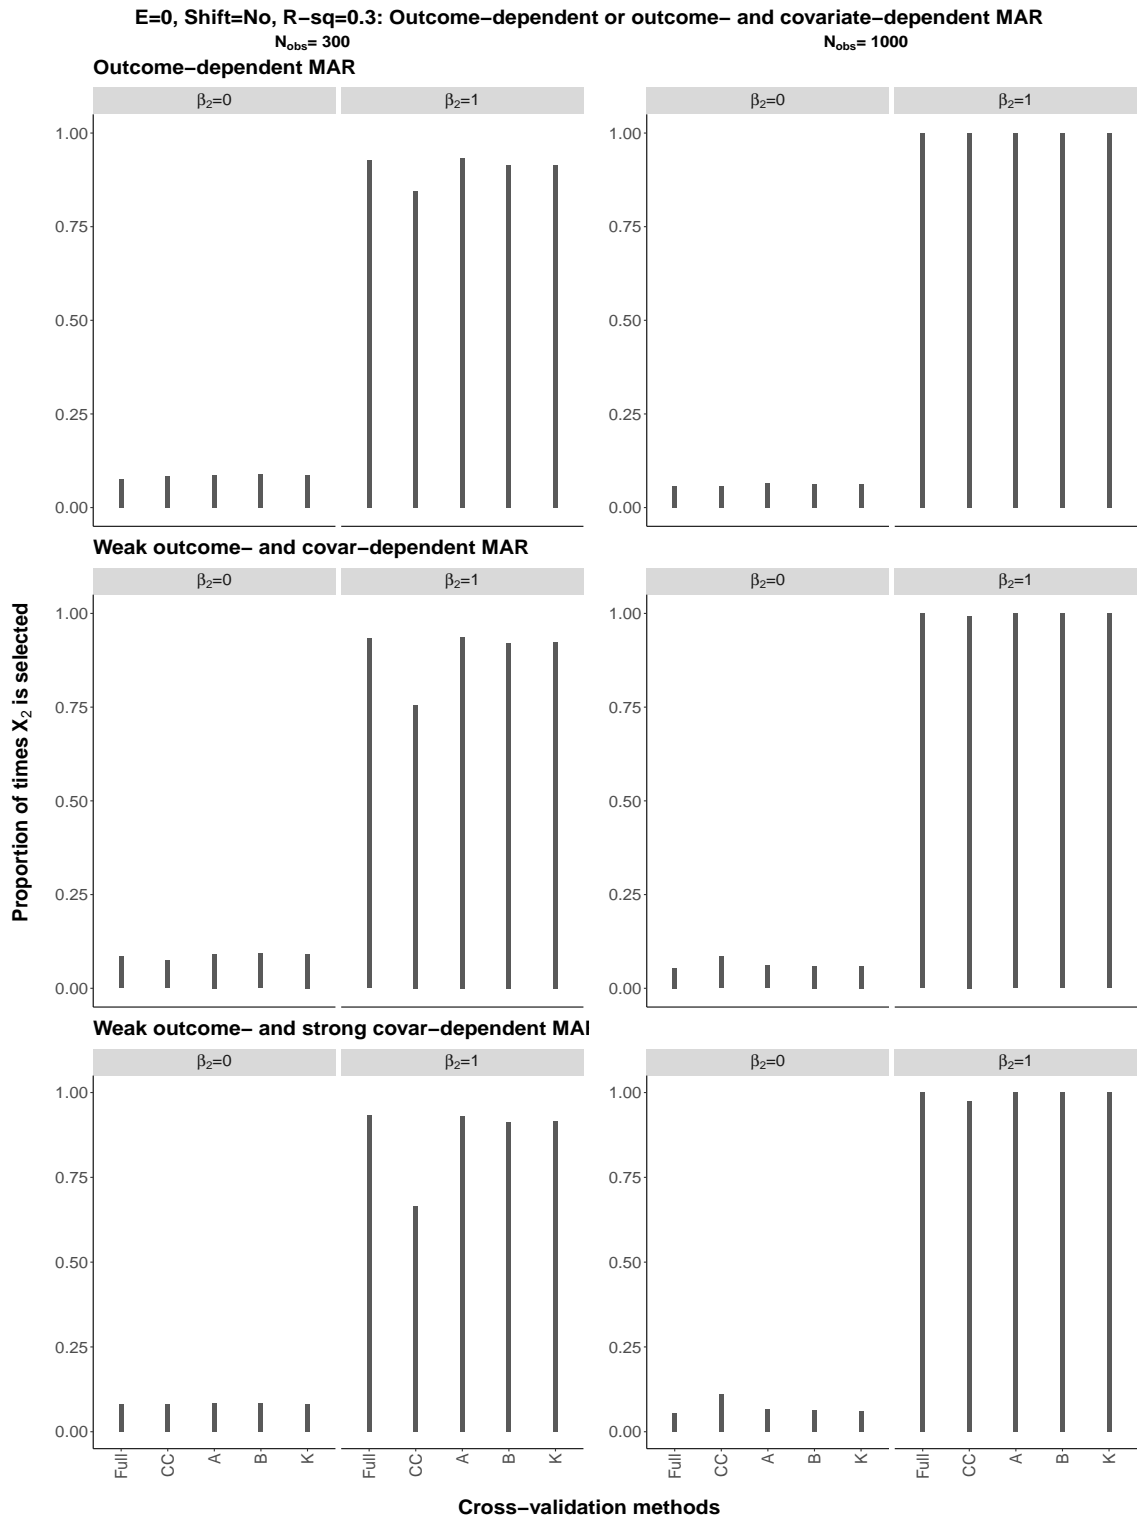 E=0, Shift=No, R−sq=0.3: Outcome−dependent or outcome− and covariate−dependent MAR
Nobs= 300
Nobs= 1000
Outcome−dependent MAR
β2=0
β2=1
β2=0
β2=1
1.00
0.75
0.50
0.25
0.00
1.00
0.75
0.50
0.25
0.00
Weak outcome− and covar−dependent MAR
β2=0
β2=1
β2=0
β2=1
1.00
0.75
0.50
0.25
0.00
1.00
0.75
0.50
0.25
0.00
Weak outcome− and strong covar−dependent MAI
β2=0
β2=1
β2=0
β2=1
1.00
0.75
0.50
0.25
0.00
1.00
0.75
0.50
0.25
0.00
Full CC A B K
Full CC A B K
Full CC A B K
Full CC A B K
Proportion of times X2 is selected
Cross−validation methods